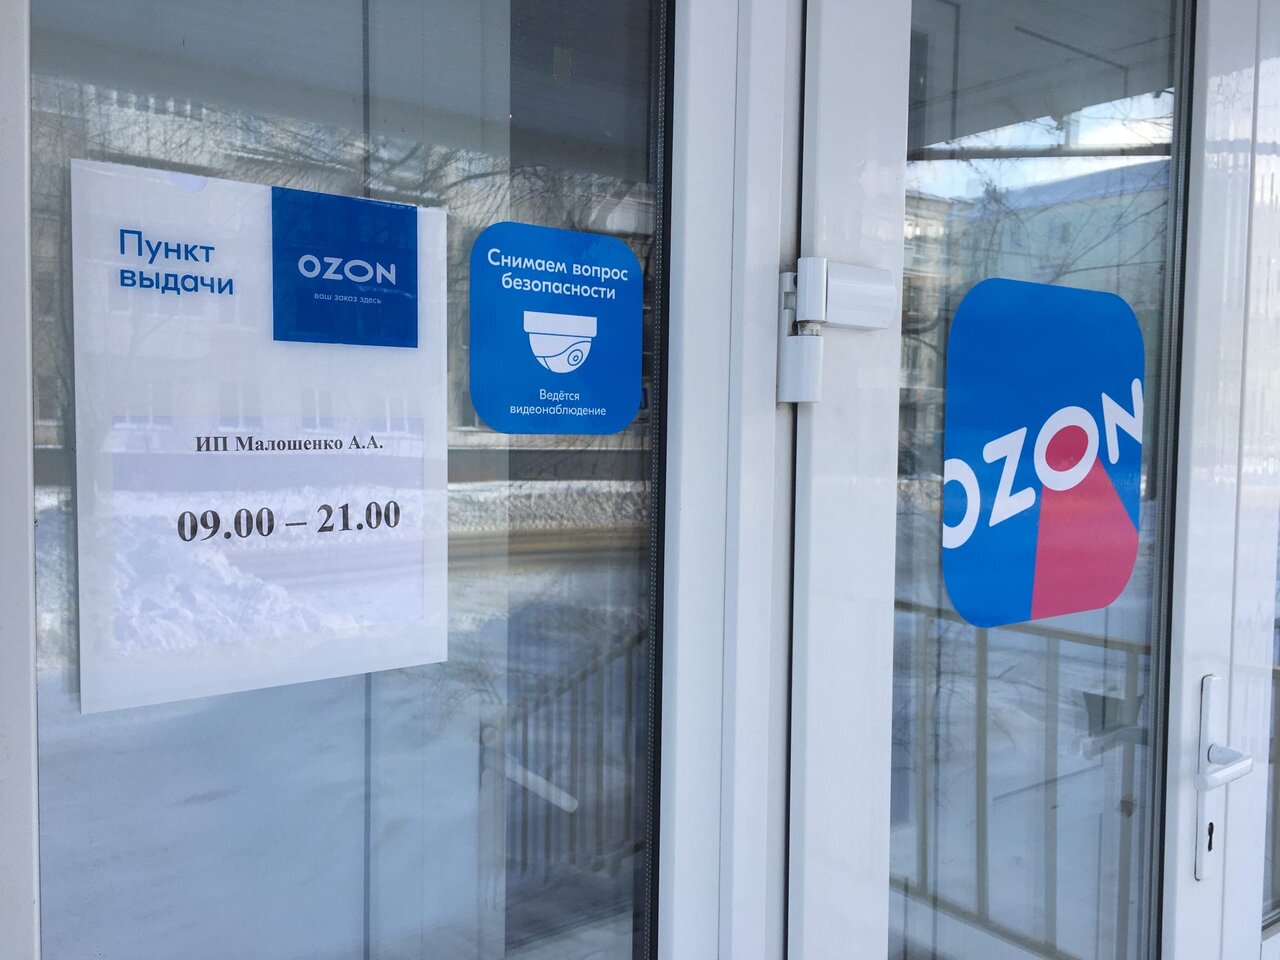 Пункт
выдачи
OZON
ваш заказ здесь
ИП Малошенко А.А.
09.00 – 21.00
Снимаем вопрос
безопасности
Ведётся
видеонаблюдение
OZON